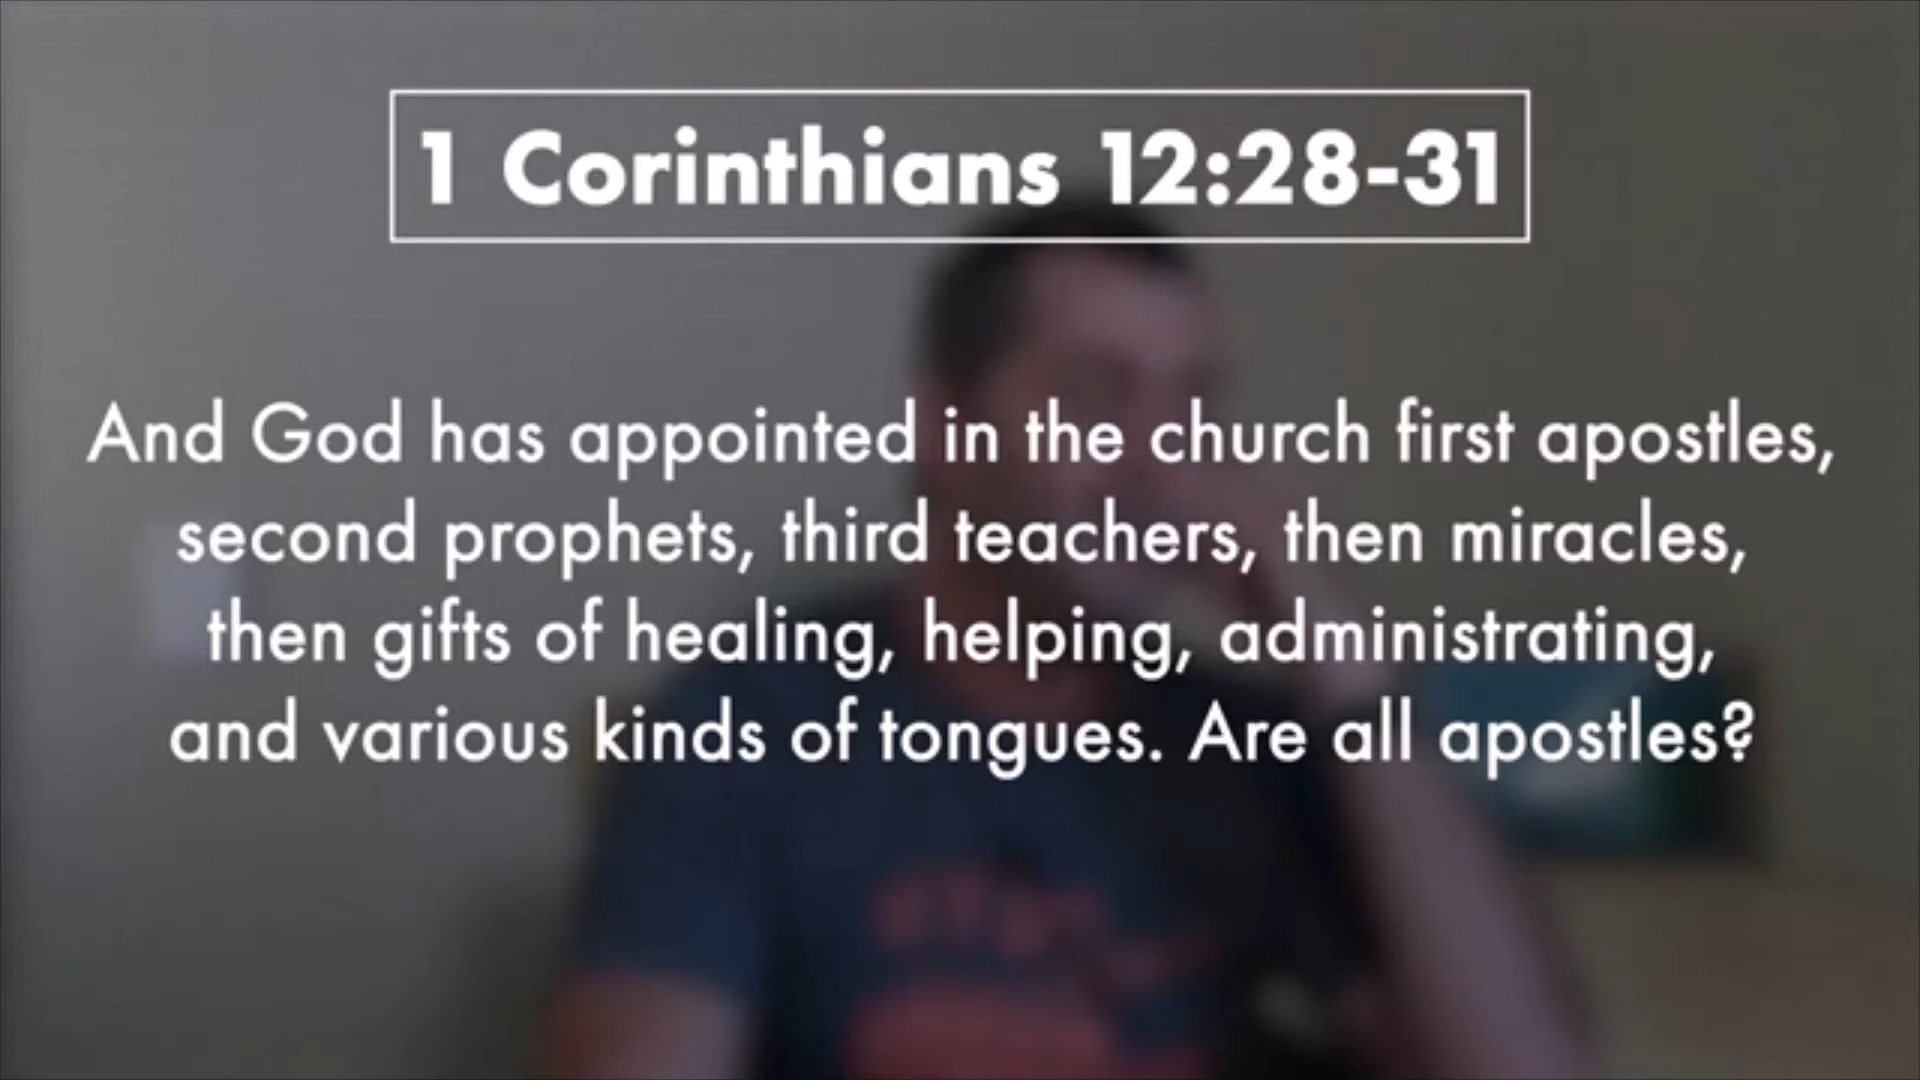 1 Corinthians 12:28-31
And God has appointed in the church first apostles,
second prophets, third teachers, then miracles,
then gifts of healing, helping, administrating,
and various kinds of tongues. Are all apostles?